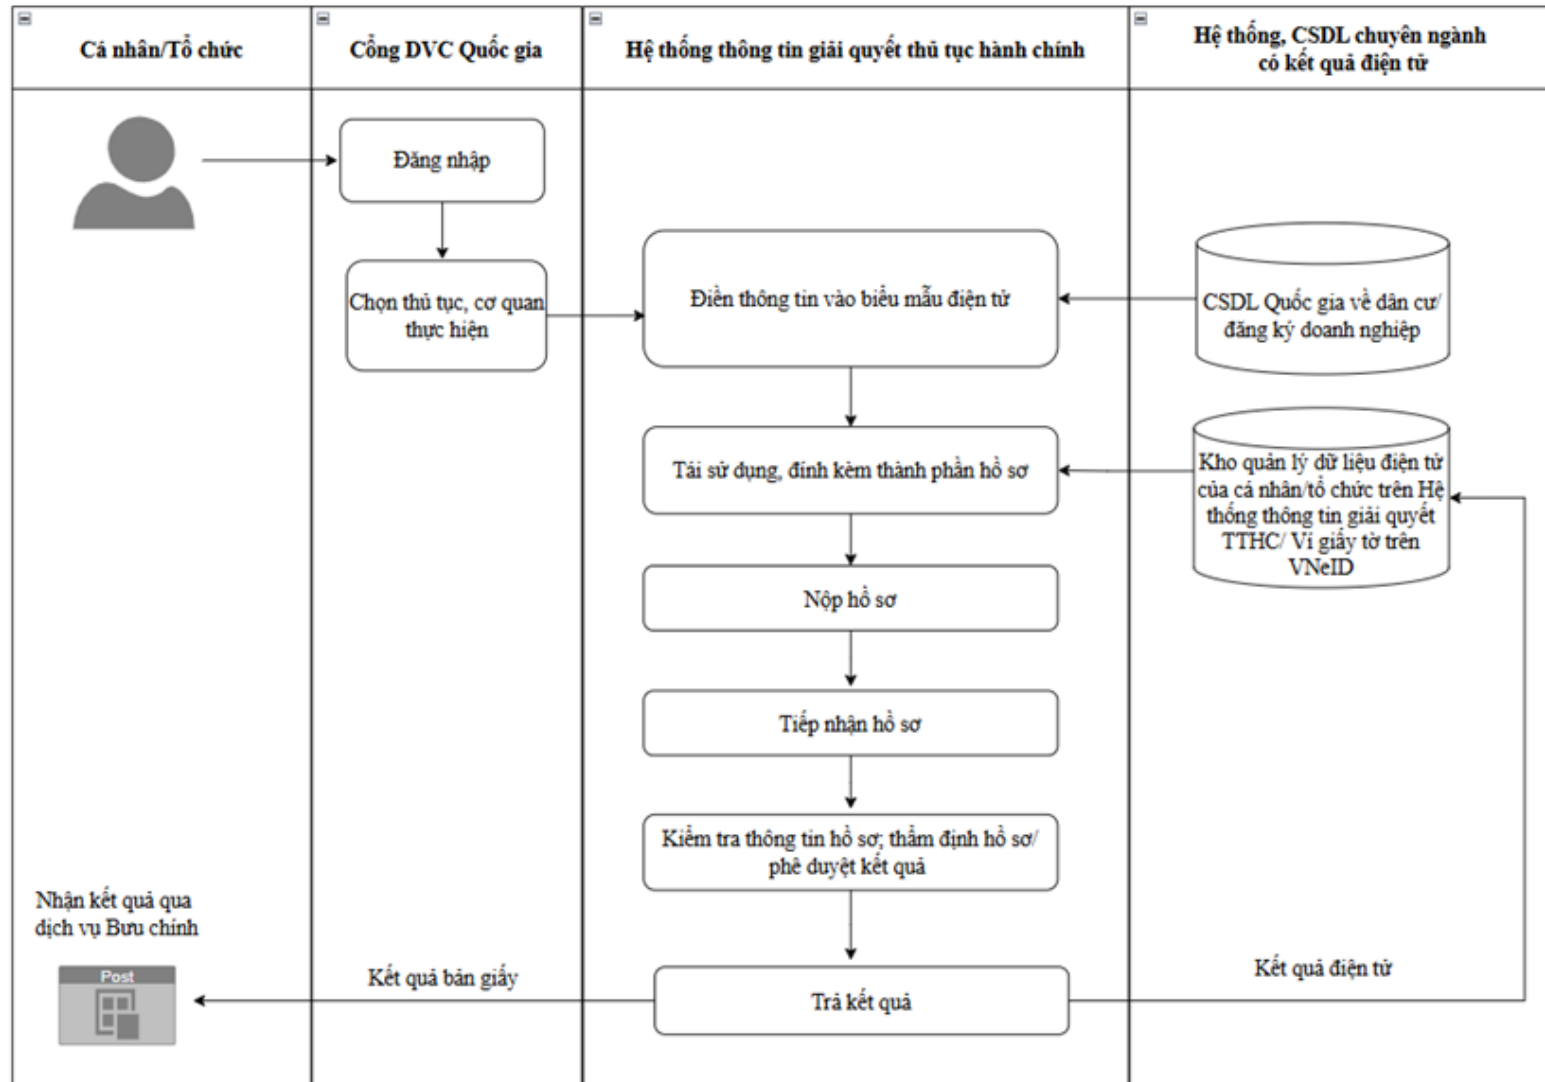 Cá nhân/Tổ chức
Cổng DVC Quốc gia
Hệ thống thông tin giải quyết thủ tục hành chính
Hệ thống, CSDL chuyên ngành
có kết quả điện tử
Đăng nhập
Chọn thủ tục, cơ quan
thực hiện
Điền thông tin vào biểu mẫu điện tử
CSDL Quốc gia về dân cư/
đăng ký doanh nghiệp
Tái sử dụng, đính kèm thành phần hồ sơ
Kho quản lý dữ liệu điện tử
của cá nhân/tổ chức trên Hệ
thống thông tin giải quyết
TTHC/ Ví giấy tờ trên
VNeID
Nộp hồ sơ
Tiếp nhận hồ sơ
Kiểm tra thông tin hồ sơ; thẩm định hồ sơ/
phê duyệt kết quả
Nhận kết quả qua
dịch vụ Bưu chính
Post
Kết quả bản giấy
Trả kết quả
Kết quả điện tử